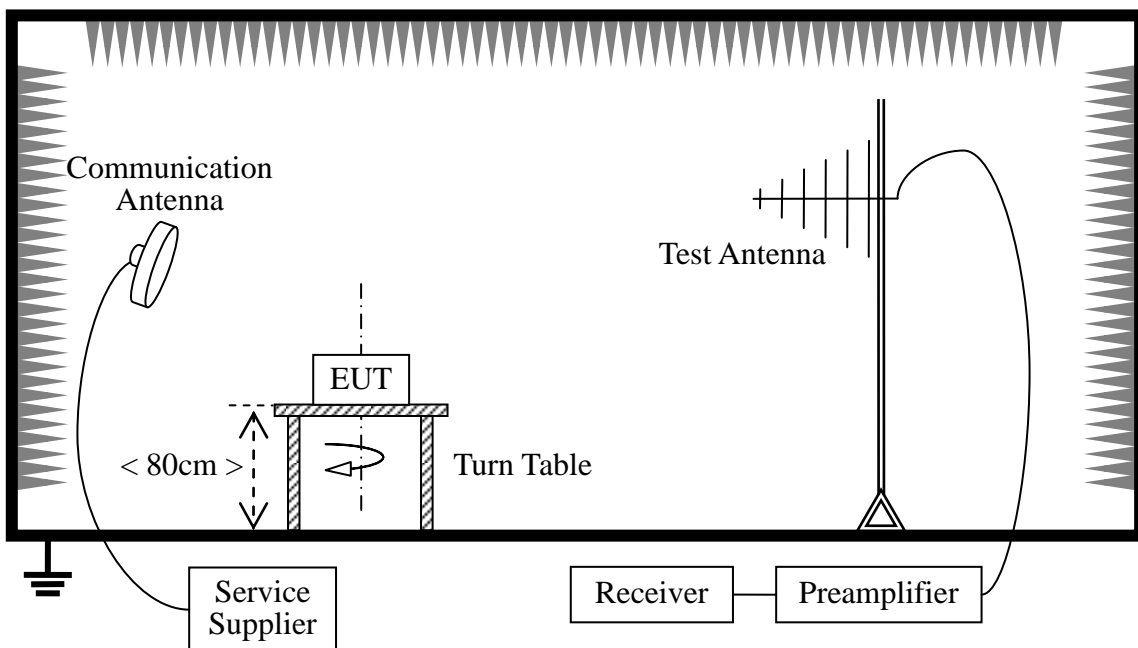 Communication
Antenna
Test Antenna
EUT
< 80cm >
Turn Table
Service
Supplier
Receiver
Preamplifier